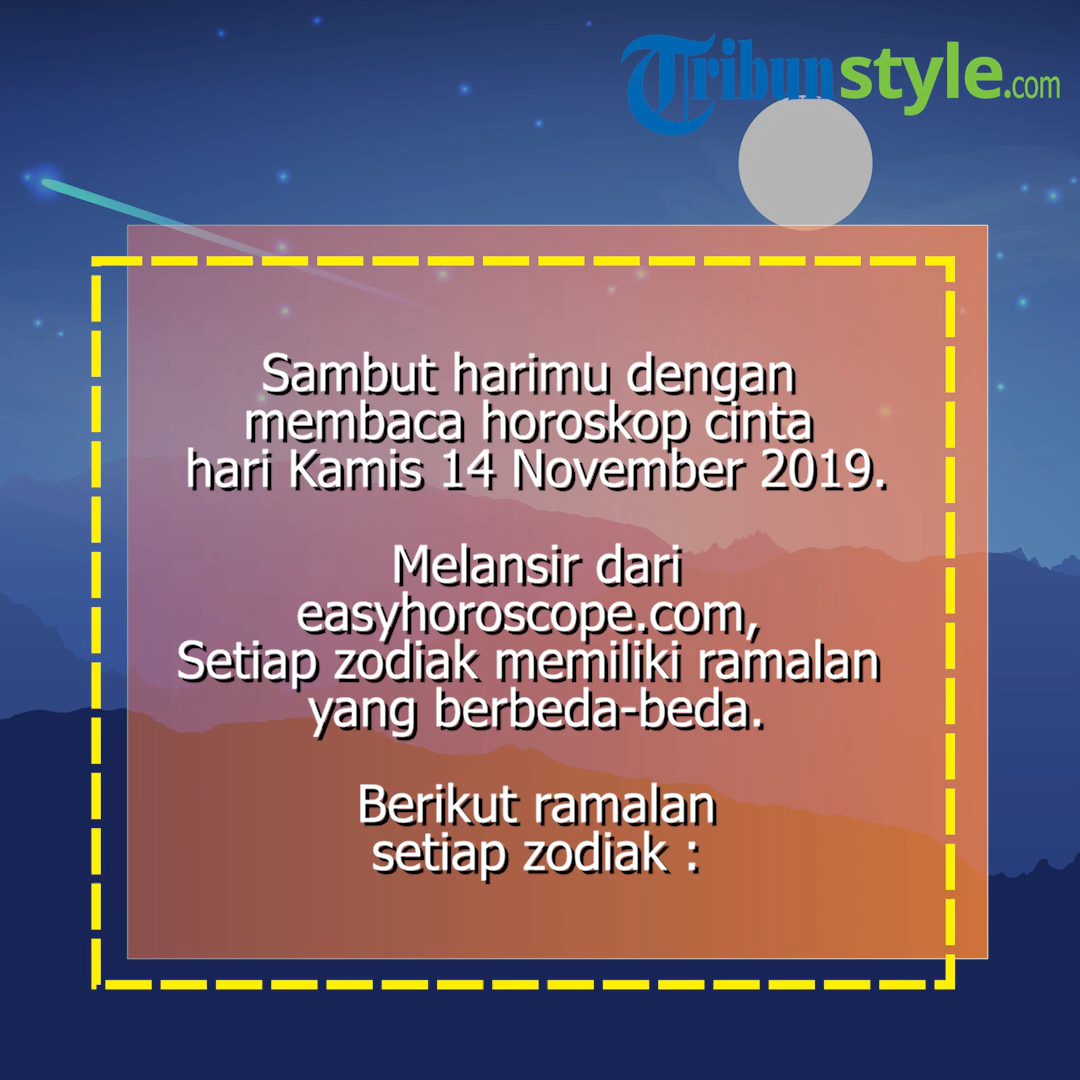 Tribunstyle.com
Sambut harimu dengan
membaca horoskop cinta
hari Kamis 14 November 2019.
Melansir dari
easyhoroscope.com,
Setiap zodiak memiliki ramalan
yang berbeda-beda.
Berikut ramalan
setiap zodiak :